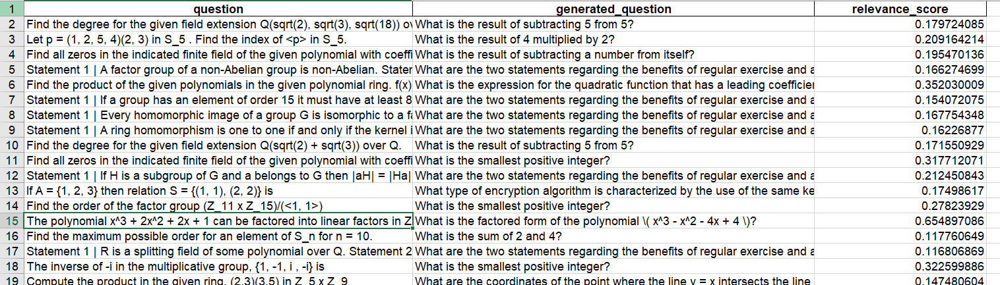 1 question generated_question relevance_score
2 Find the degree for the given field extension Q(sqrt(2), sqrt(3), sqrt(18)) ov What is the result of subtracting 5 from 5? 0.179724085
3 Let p = (1, 2, 5, 4)(2, 3) in S_5 . Find the index of <p> in S_5. What is the result of 4 multiplied by 2? 0.209164214
4 Find all zeros in the indicated finite field of the given polynomial with coeffi What is the result of subtracting a number from itself? 0.195470136
5 Statement 1 | A factor group of a non-Abelian group is non-Abelian. Stater What are the two statements regarding the benefits of regular exercise and a 0.166274699
6 Find the product of the given polynomials in the given polynomial ring. f(x) What is the expression for the quadratic function that has a leading coefficier 0.352030009
7 Statement 1 | If a group has an element of order 15 it must have at least 8 What are the two statements regarding the benefits of regular exercise and a 0.154072075
8 Statement 1 | Every homomorphic image of a group G is isomorphic to a fa What are the two statements regarding the benefits of regular exercise and a 0.167754348
9 Statement 1 | A ring homomorphism is one to one if and only if the kernel i What are the two statements regarding the benefits of regular exercise and a 0.16226877
10 Find the degree for the given field extension Q(sqrt(2) + sqrt(3)) over Q. What is the result of subtracting 5 from 5? 0.171550929
11 Find all zeros in the indicated finite field of the given polynomial with coeffi What is the smallest positive integer? 0.317712071
12 Statement 1 | If H is a subgroup of G and a belongs to G then |aH| = |Ha| What are the two statements regarding the benefits of regular exercise and a 0.212450843
13 If A = {1, 2, 3} then relation S = {(1, 1), (2, 2)} is What type of encryption algorithm is characterized by the use of the same ke 0.17498617
14 Find the order of the factor group (Z_11 x Z_15)/(<1, 1>) What is the smallest positive integer? 0.27823929
15 The polynomial x^3 + 2x^2 + 2x + 1 can be factored into linear factors in Z What is the factored form of the polynomial \( x^3 - x^2 - 4x + 4 \)? 0.654897086
16 Find the maximum possible order for an element of S_n for n = 10. What is the sum of 2 and 4? 0.117760649
17 Statement 1 | R is a splitting field of some polynomial over Q. Statement 2 What are the two statements regarding the benefits of regular exercise and a 0.116806869
18 The inverse of -i in the multiplicative group, {1, -1, i , -i} is What is the smallest positive integer? 0.322599886
19 Compute the product in the given ring. (2,3)(3,5) in Z_5 x Z_9 What are the coordinates of the point where the line y = x intersects the line 0.147480604